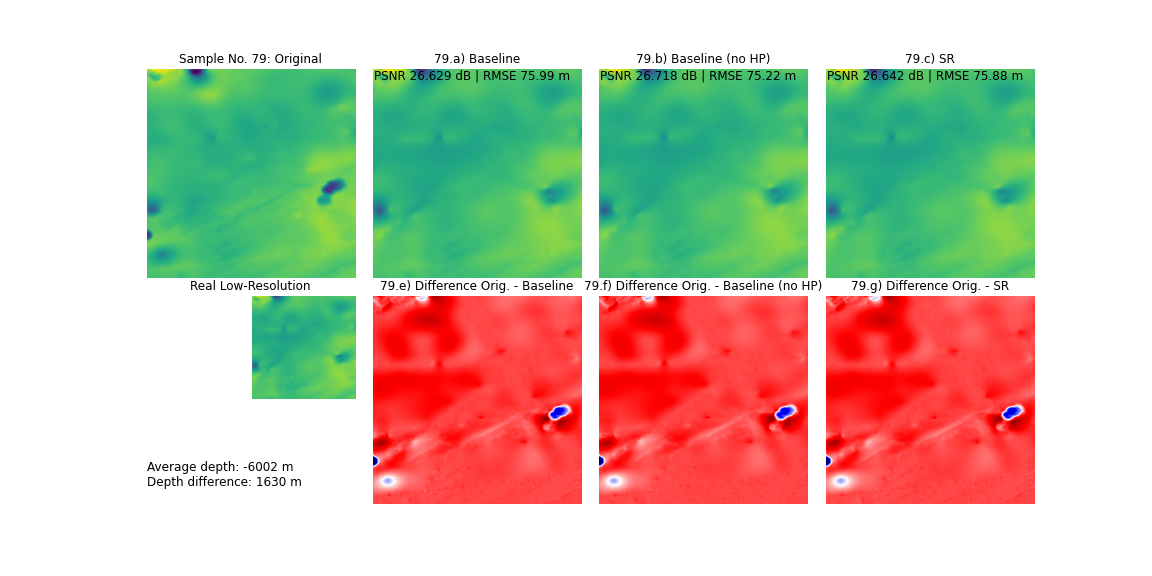 Sample No. 79: Original
79.a) Baseline
79.b) Baseline (no HP)
79.c) SR
PSNR 26.629 dB | RMSE 75.99 m
PSNR 26.718 dB | RMSE 75.22 m
PSNR 26.642 dB | RMSE 75.88 m
Real Low-Resolution
79.e) Difference Orig. - Baseline
79.f) Difference Orig. - Baseline (no HP)
79.g) Difference Orig. - SR
Average depth: -6002 m
Depth difference: 1630 m